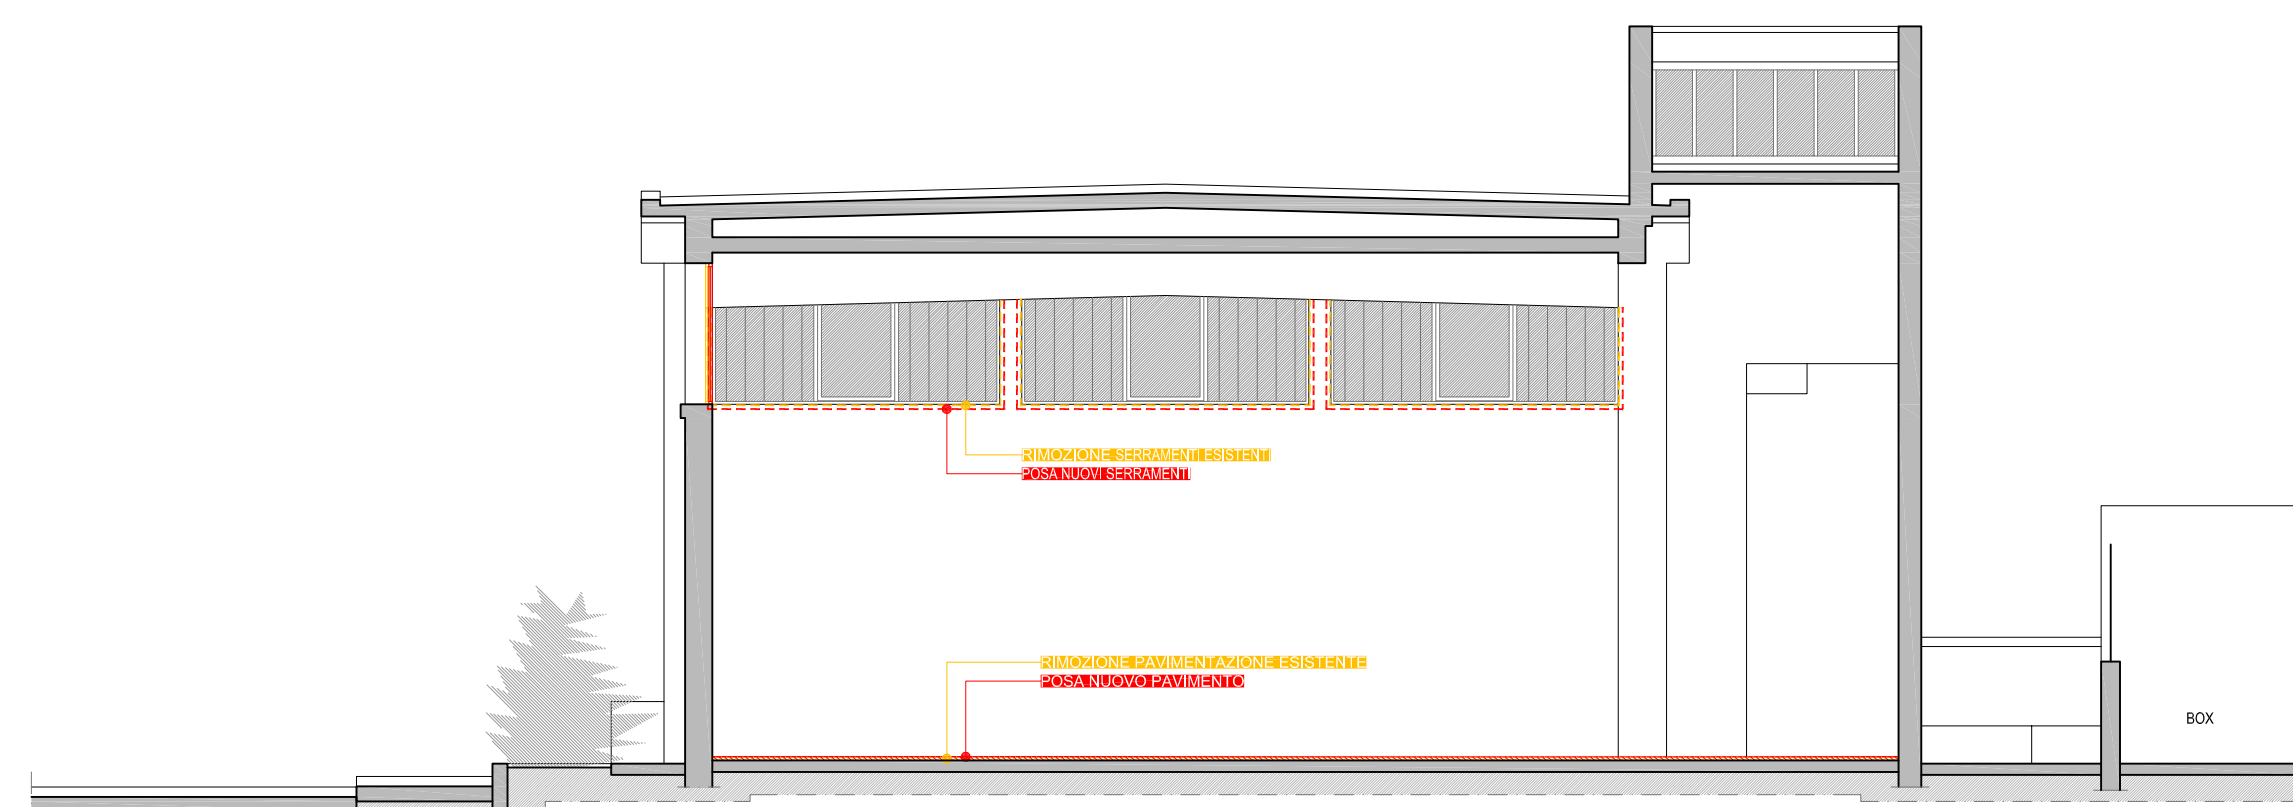 RIMOZIONE SERRAMENTI ESISTENTI
POSA NUOVI SERRAMENTI
RIMOZIONE PAVIMENTAZIONE ESISTENTE
POSA NUOVO PAVIMENTO
BOX